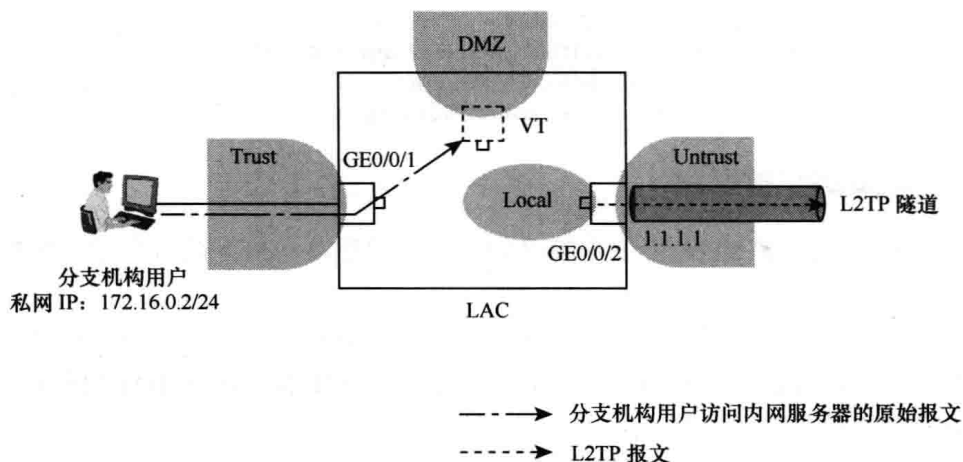 DMZ
VT
Trust
GE0/0/1
Untrust
Local
L2TP 隧道
GE0/0/2
1.1.1.1
分支机构用户
私网 IP：172.16.0.2/24
LAC
分支机构用户访问内网服务器的原始报文
L2TP 报文